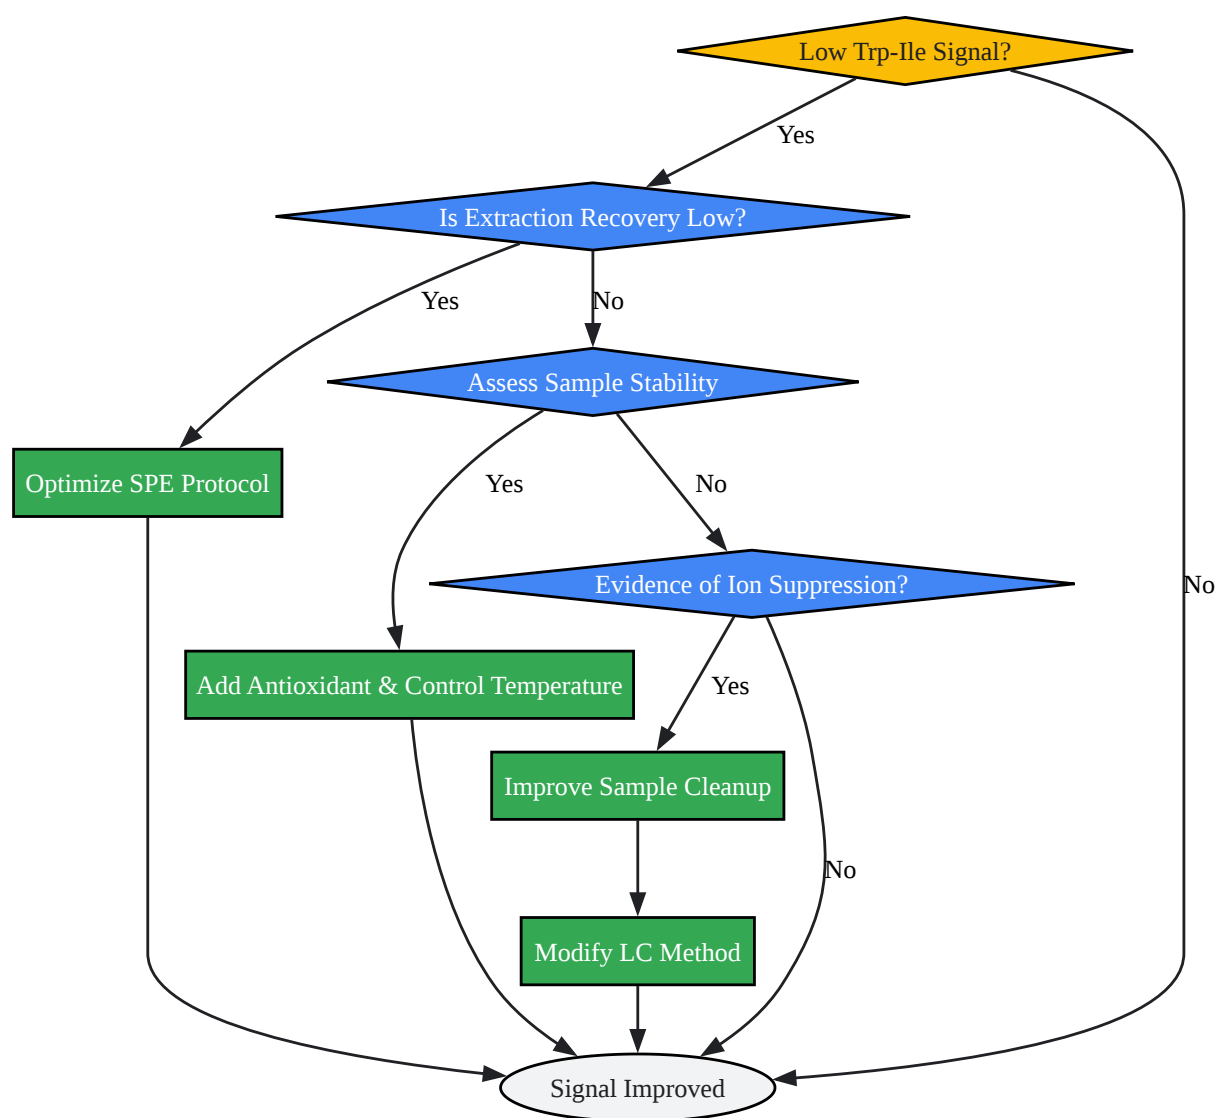 Low Trp-Ile Signal?
Yes
Is Extraction Recovery Low?
Yes
No
Assess Sample Stability
Optimize SPE Protocol
Yes
No
Evidence of Ion Suppression?
No
Add Antioxidant & Control Temperature
Yes
Improve Sample Cleanup
No
Modify LC Method
Signal Improved